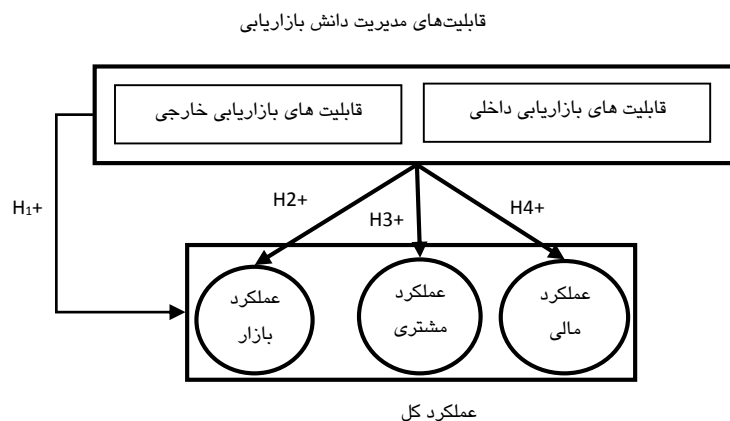 قابلیت‌های مدیریت دانش بازاریابی
قابلیت های بازاریابی داخلی
قابلیت های بازاریابی خارجی
H₁+
H2+
H3+
H4+
عملکرد
مالی
عملکرد
مشتری
عملکرد
بازار
عملکرد کل